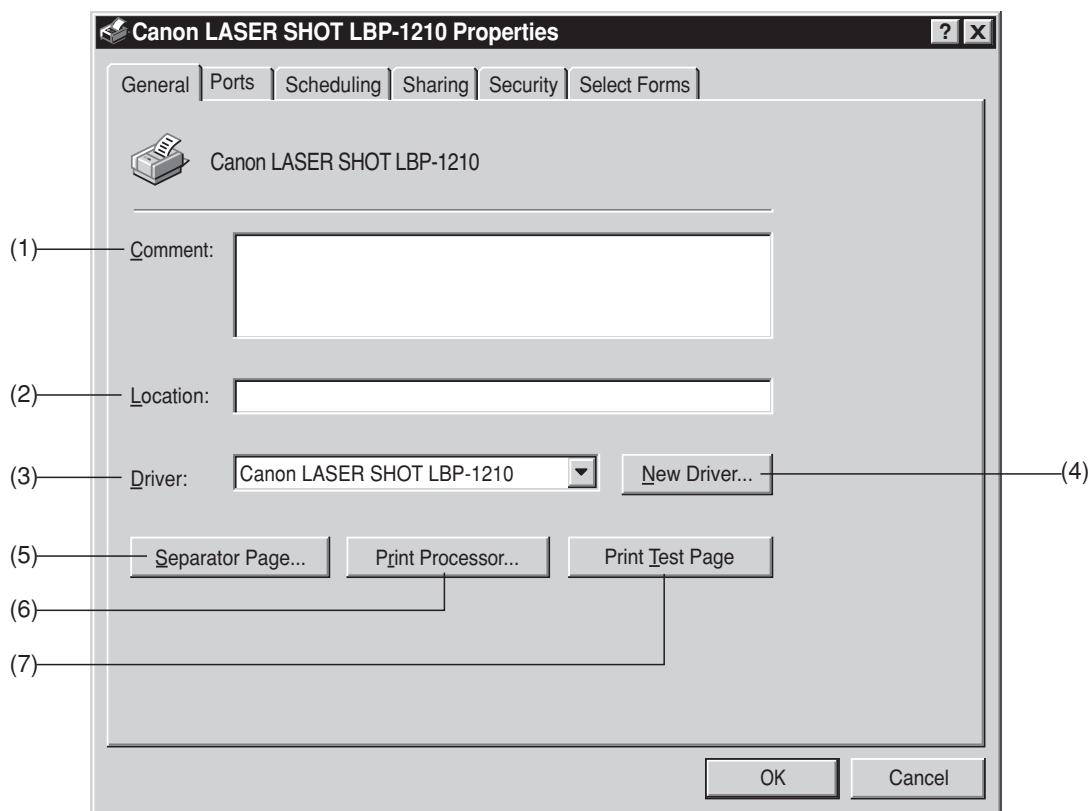 Canon LASER SHOT LBP-1210 Properties ? X
General Ports Scheduling Sharing Security Select Forms
Canon LASER SHOT LBP-1210
(1) Comment:
(2) Location:
(3) Driver: Canon LASER SHOT LBP-1210 New Driver... (4)
(5) Separator Page... Print Processor... Print Test Page
(6)
(7)
OK Cancel